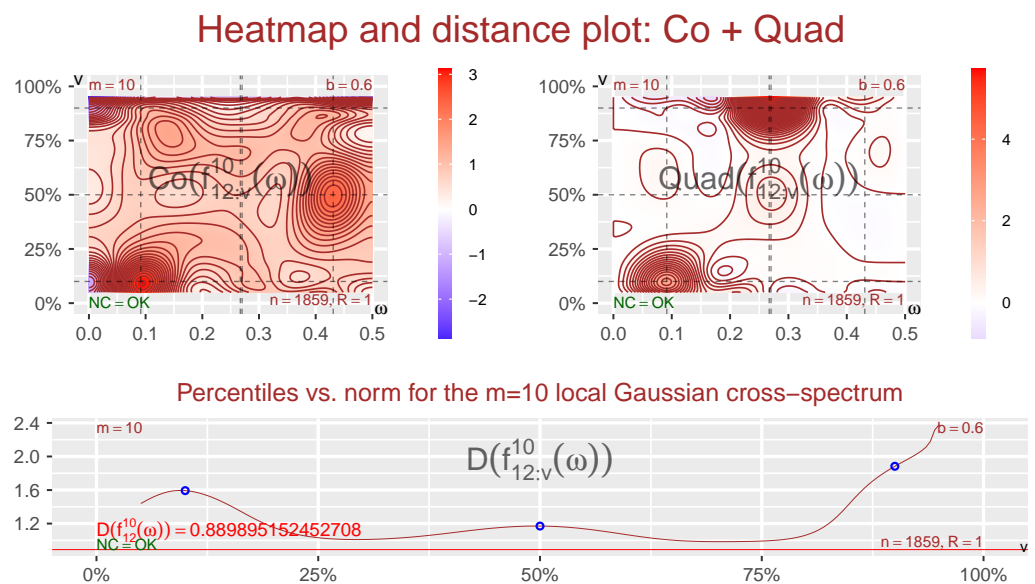 Heatmap and distance plot: Co + Quad
v
m = 10
b = 0.6
100%
75%
50%
25%
0%
Co(f¹⁰₁₂:ᵥ(ω))
NC = OK
n = 1859, R = 1
ω
0.0 0.1 0.2 0.3 0.4 0.5
3
2
1
0
−1
−2
v
m = 10
b = 0.6
100%
75%
50%
25%
0%
Quad(f¹⁰₁₂:ᵥ(ω))
NC = OK
n = 1859, R = 1
ω
0.0 0.1 0.2 0.3 0.4 0.5
4
2
0
Percentiles vs. norm for the m=10 local Gaussian cross−spectrum
2.4
2.0
1.6
1.2
m = 10
b = 0.6
D(f¹⁰₁₂:ᵥ(ω))
D(f¹⁰₁₂(ω)) = 0.889895152452708
NC = OK
n = 1859, R = 1
v
0% 25% 50% 75% 100%